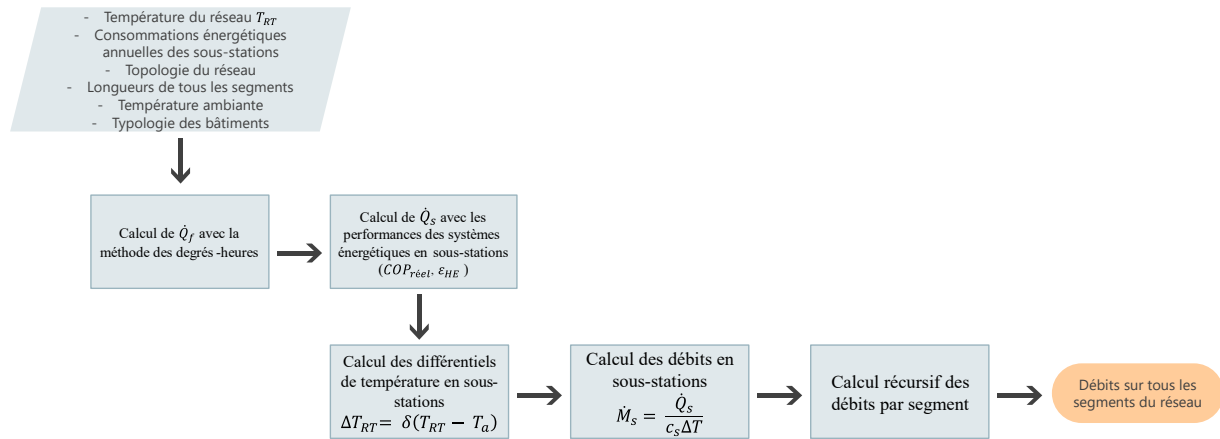 - Température du réseau T_RT
- Consommations énergétiques
annuelles des sous-stations
- Topologie du réseau
- Longueurs de tous les segments
- Température ambiante
- Typologie des bâtiments
Calcul de Q̇_f avec la
méthode des degrés -heures
Calcul de Q̇_s avec les
performances des systèmes
énergétiques en sous-stations
(COP_réel, ε_HE )
Calcul des différentiels
de température en sous-
stations
ΔT_RT= δ(T_RT − T_a)
Calcul des débits en
sous-stations
Ṁ_s = Q̇_s / c_sΔT
Calcul récursif des
débits par segment
Débits sur tous les
segments du réseau